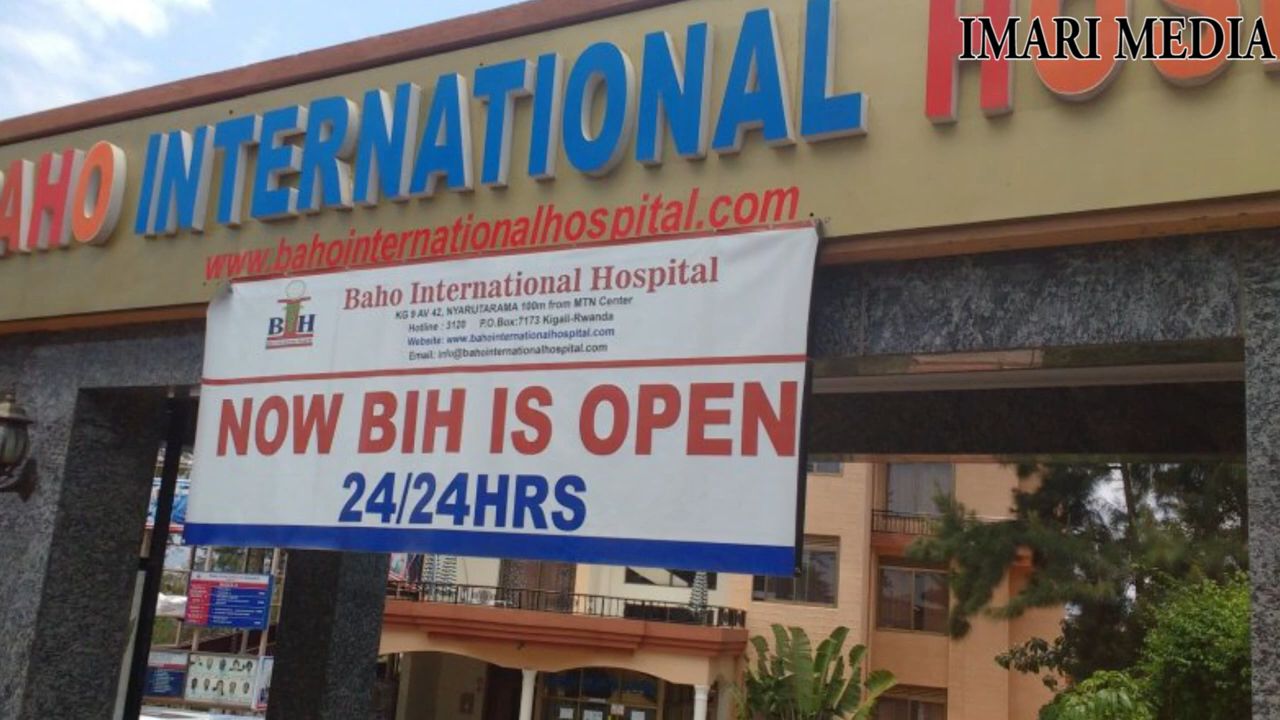 IMARI MEDIA
AHO INTERNATIONAL HOS
www.bahointernationalhospital.com
BIH
Baho International Hospital
KG 9 AV 42, NYARUTARAMA 100m from MTN Center
Hotline : 3120 P.O.Box:7173 Kigali-Rwanda
Website: www.bahointernationalhospital.com
Email: info@bahointernationalhospital.com
NOW BIH IS OPEN
24/24HRS